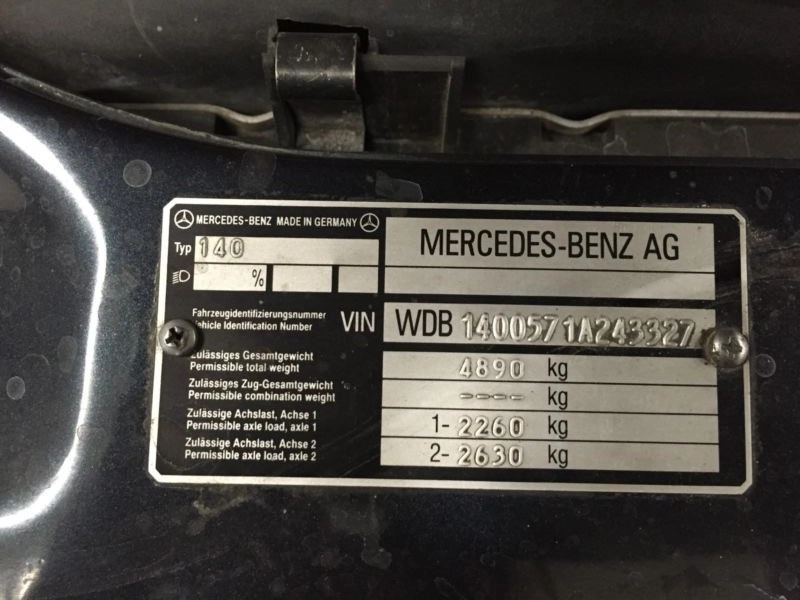 MERCEDES-BENZ MADE IN GERMANY
MERCEDES-BENZ AG
Typ 140
%
Fahrzeugidentifizierungsnummer
Vehicle Identification Number
VIN WDB 1400571A243327
Zulässiges Gesamtgewicht
Permissible total weight
4890 kg
Zulässiges Zug-Gesamtgewicht
Permissible combination weight
---- kg
Zulässige Achslast, Achse 1
Permissible axle load, axle 1
1- 2260 kg
Zulässige Achslast, Achse 2
Permissible axle load, axle 2
2- 2630 kg